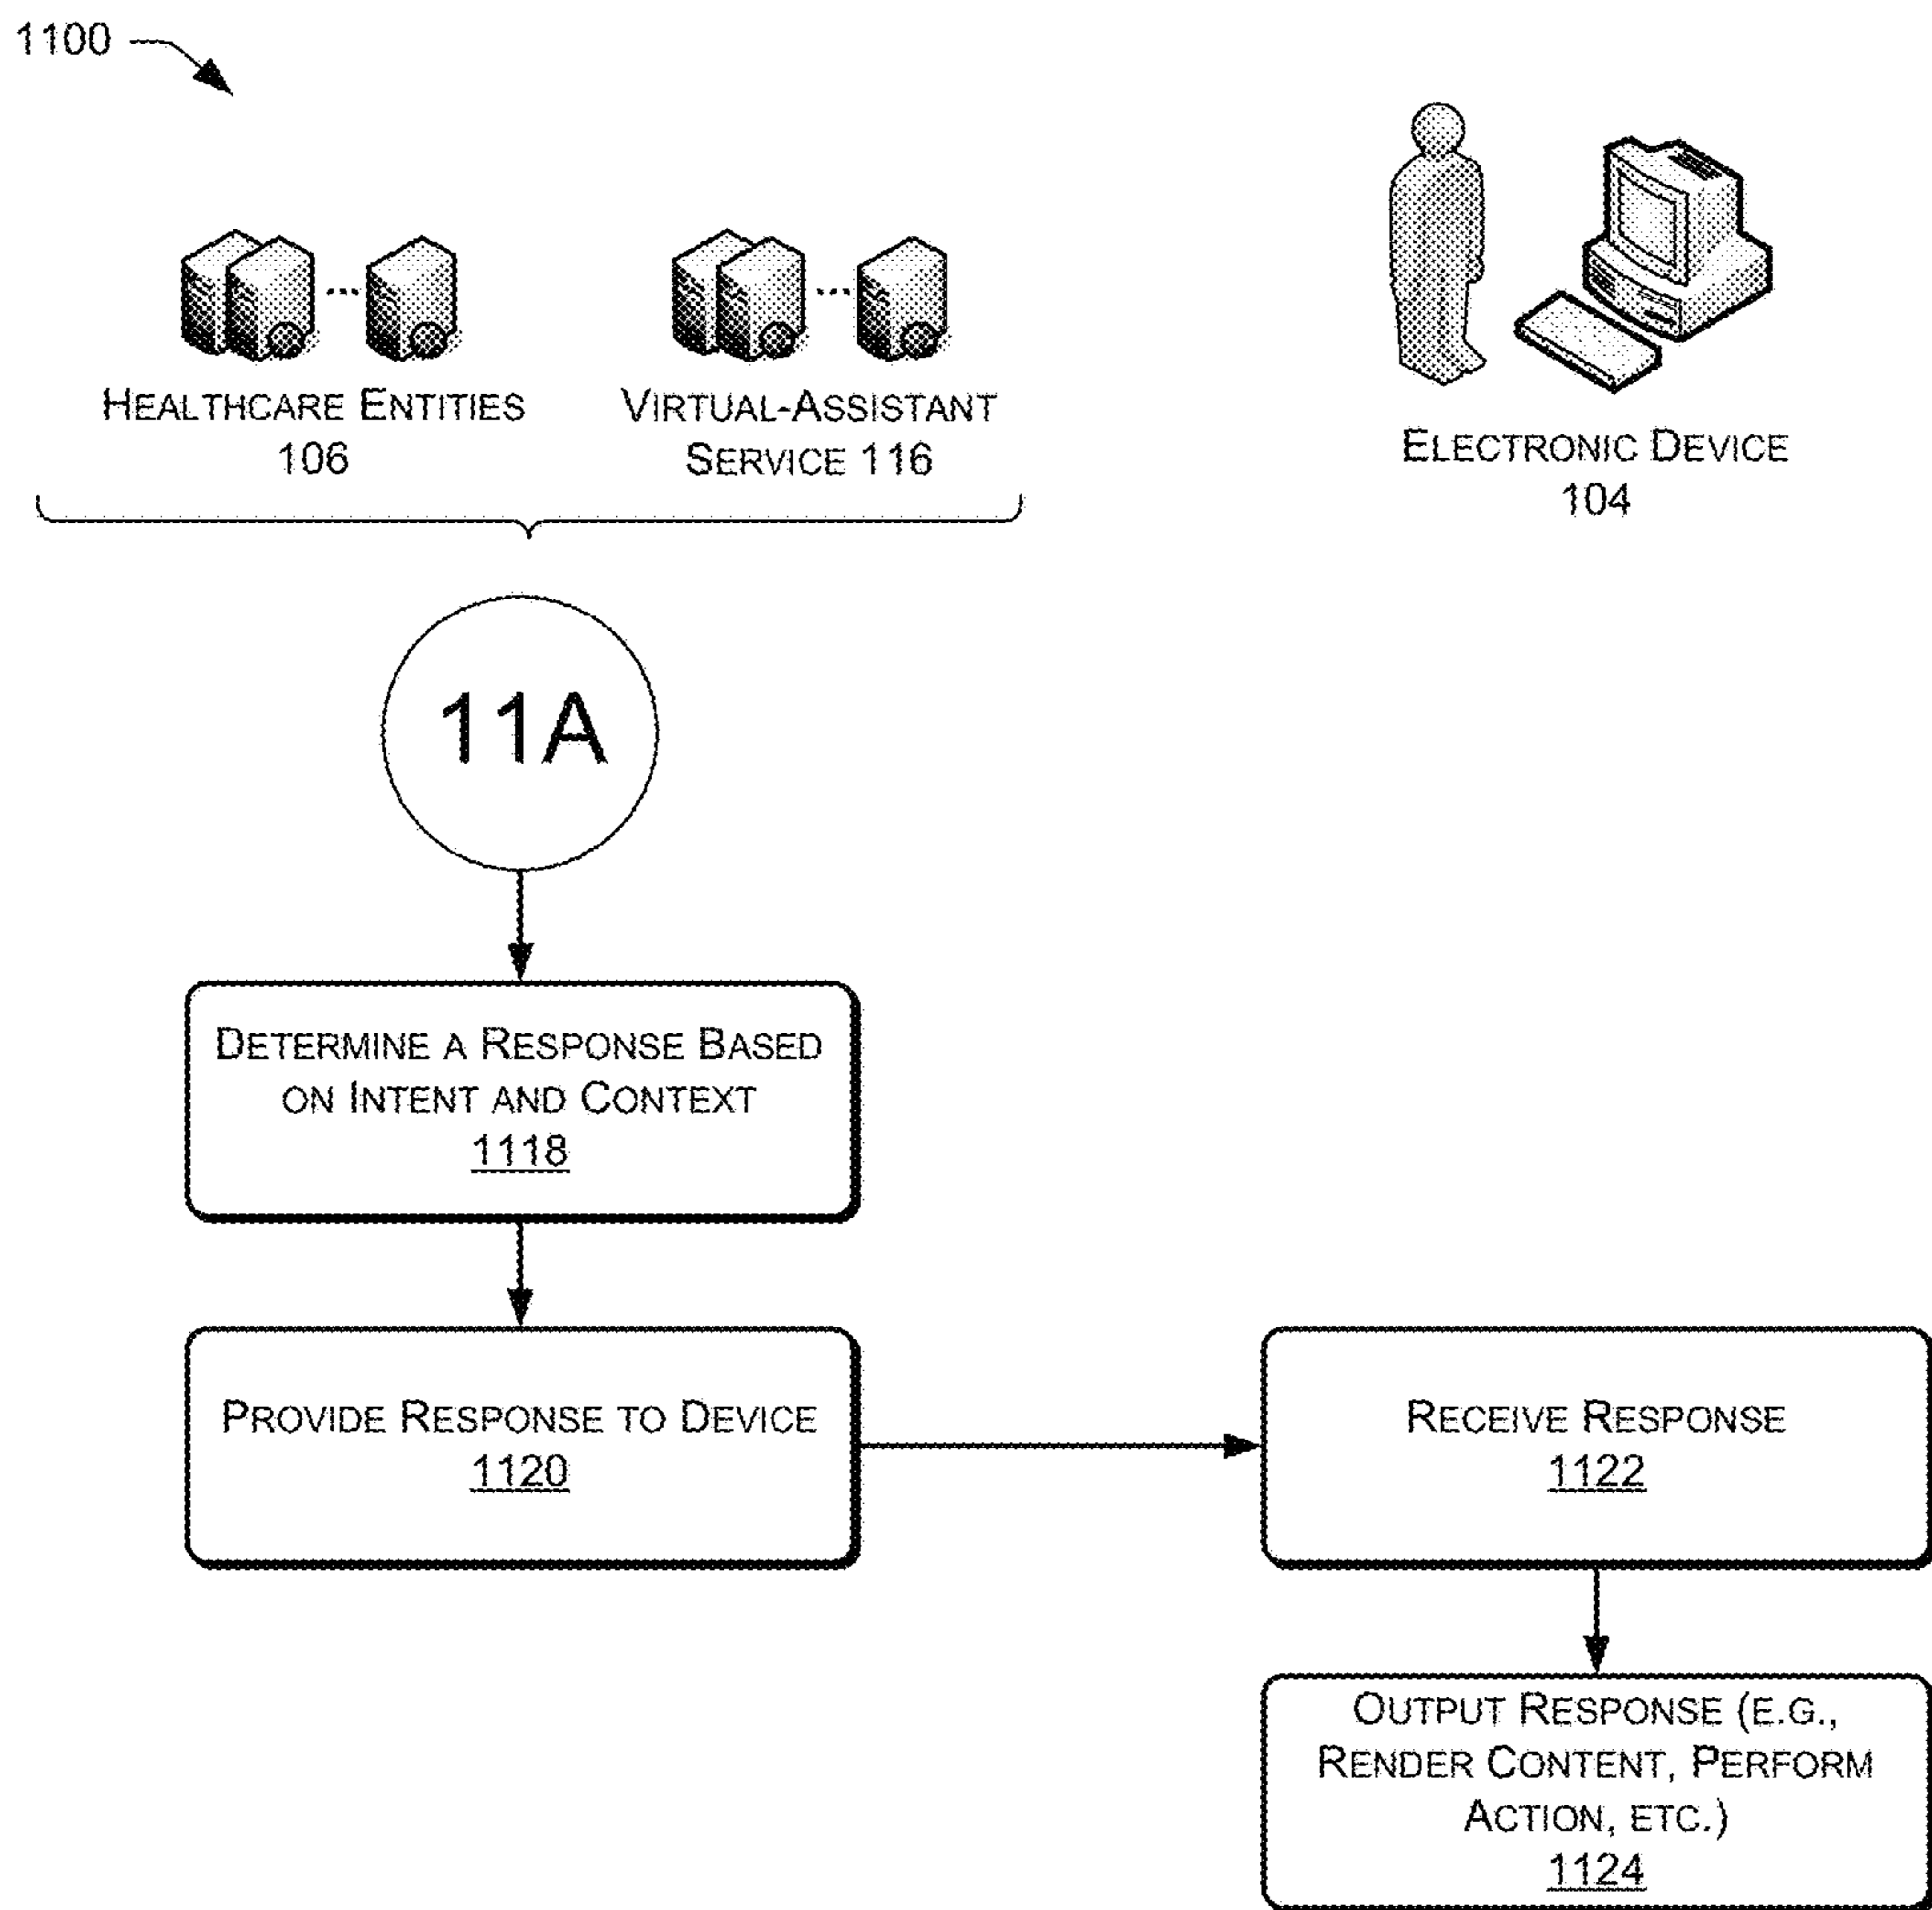 1100
HEALTHCARE ENTITIES
106
VIRTUAL-ASSISTANT
SERVICE 116
ELECTRONIC DEVICE
104
11A
DETERMINE A RESPONSE BASED
ON INTENT AND CONTEXT
1118
PROVIDE RESPONSE TO DEVICE
1120
RECEIVE RESPONSE
1122
OUTPUT RESPONSE (E.G.,
RENDER CONTENT, PERFORM
ACTION, ETC.)
1124